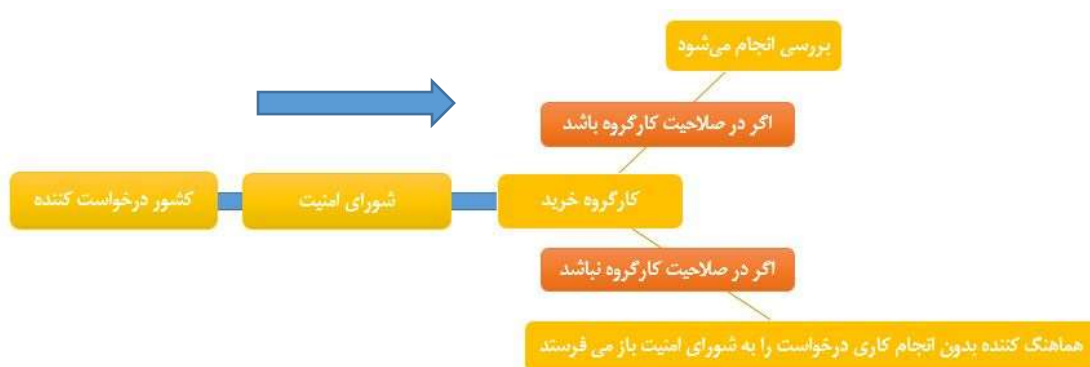 کشور درخواست کننده
شورای امنیت
کارگروه خرید
اگر در صلاحیت کارگروه باشد
بررسی انجام می‌شود
اگر در صلاحیت کارگروه نباشد
هماهنگ کننده بدون انجام کاری درخواست را به شورای امنیت باز می فرستد